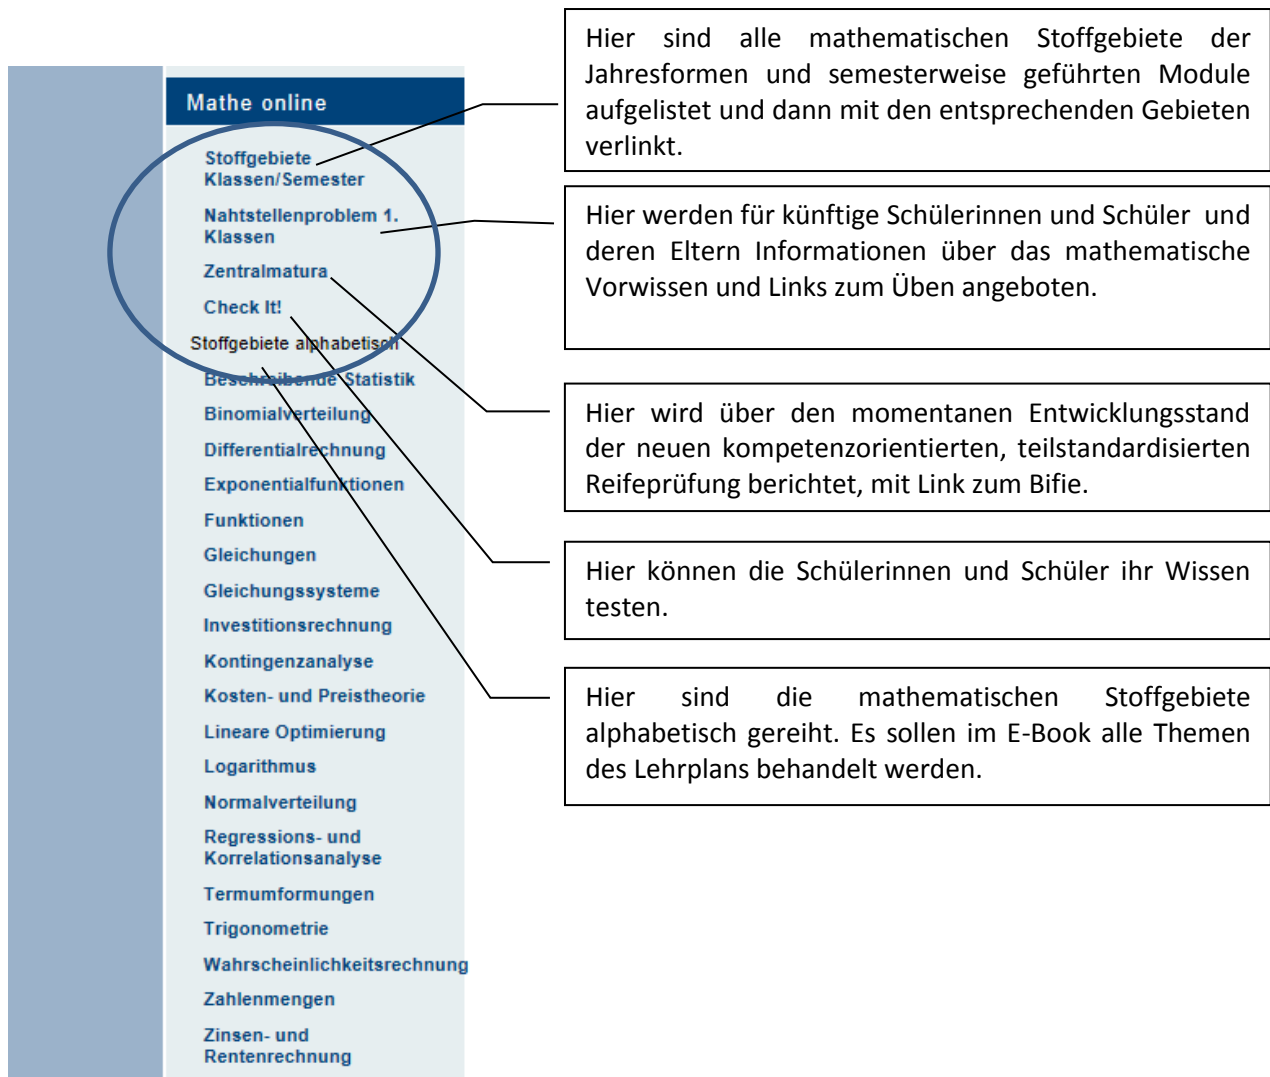 Mathe online
Stoffgebiete
Klassen/Semester
Nahtstellenproblem 1.
Klassen
Zentralmatura
Check It!
Stoffgebiete alphabetisch
Beschreibende Statistik
Binomialverteilung
Differentialrechnung
Exponentialfunktionen
Funktionen
Gleichungen
Gleichungssysteme
Investitionsrechnung
Kontingenzanalyse
Kosten- und Preistheorie
Lineare Optimierung
Logarithmus
Normalverteilung
Regressions- und
Korrelationsanalyse
Termumformungen
Trigonometrie
Wahrscheinlichkeitsrechnung
Zahlenmengen
Zinsen- und
Rentenrechnung
Hier sind alle mathematischen Stoffgebiete der
Jahresformen und semesterweise geführten Module
aufgelistet und dann mit den entsprechenden Gebieten
verlinkt.
Hier werden für künftige Schülerinnen und Schüler und
deren Eltern Informationen über das mathematische
Vorwissen und Links zum Üben angeboten.
Hier wird über den momentanen Entwicklungsstand
der neuen kompetenzorientierten, teilstandardisierten
Reifeprüfung berichtet, mit Link zum Bifie.
Hier können die Schülerinnen und Schüler ihr Wissen
testen.
Hier sind die mathematischen Stoffgebiete
alphabetisch gereiht. Es sollen im E-Book alle Themen
des Lehrplans behandelt werden.